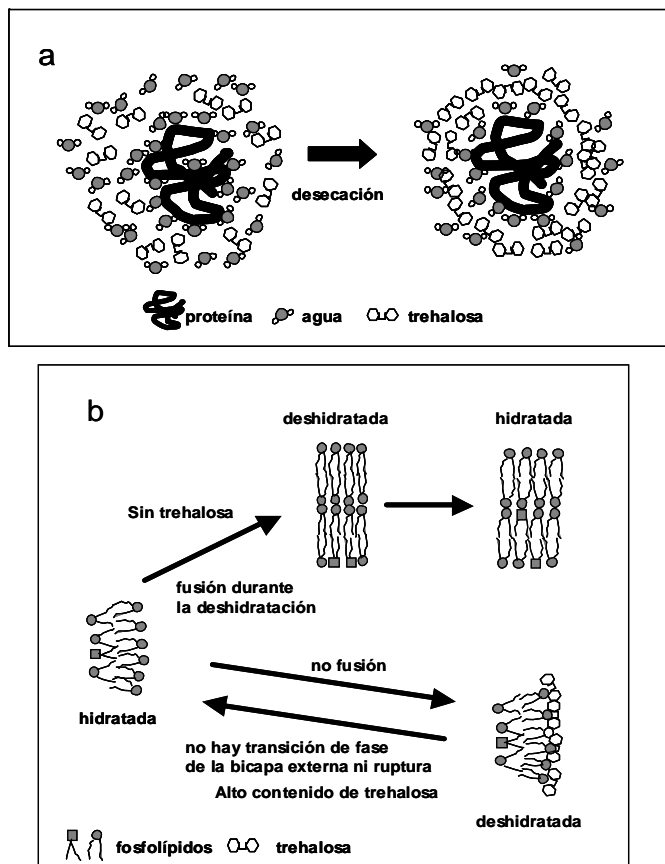 a
desecación
proteína agua trehalosa
b
deshidratada hidratada
Sin trehalosa
fusión durante
la deshidratación
no fusión
hidratada
no hay transición de fase
de la bicapa externa ni ruptura
Alto contenido de trehalosa
deshidratada
fosfolípidos trehalosa